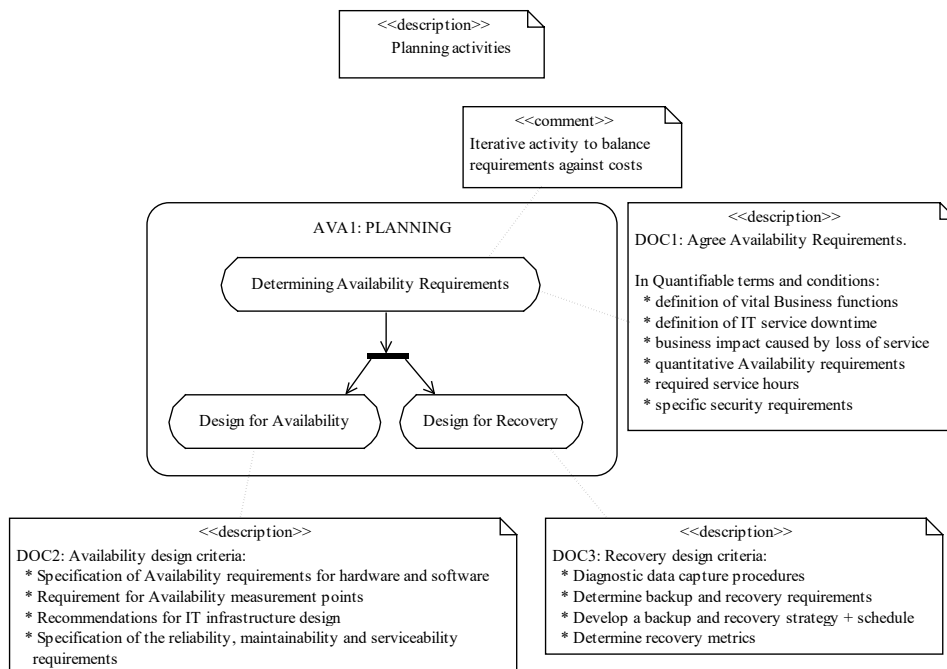 <<description>>
Planning activities
<<comment>>
Iterative activity to balance
requirements against costs
AVA1: PLANNING
Determining Availability Requirements
Design for Availability
Design for Recovery
<<description>>
DOC1: Agree Availability Requirements.
In Quantifiable terms and conditions:
* definition of vital Business functions
* definition of IT service downtime
* business impact caused by loss of service
* quantitative Availability requirements
* required service hours
* specific security requirements
<<description>>
DOC2: Availability design criteria:
* Specification of Availability requirements for hardware and software
* Requirement for Availability measurement points
* Recommendations for IT infrastructure design
* Specification of the reliability, maintainability and serviceability
requirements
<<description>>
DOC3: Recovery design criteria:
* Diagnostic data capture procedures
* Determine backup and recovery requirements
* Develop a backup and recovery strategy + schedule
* Determine recovery metrics